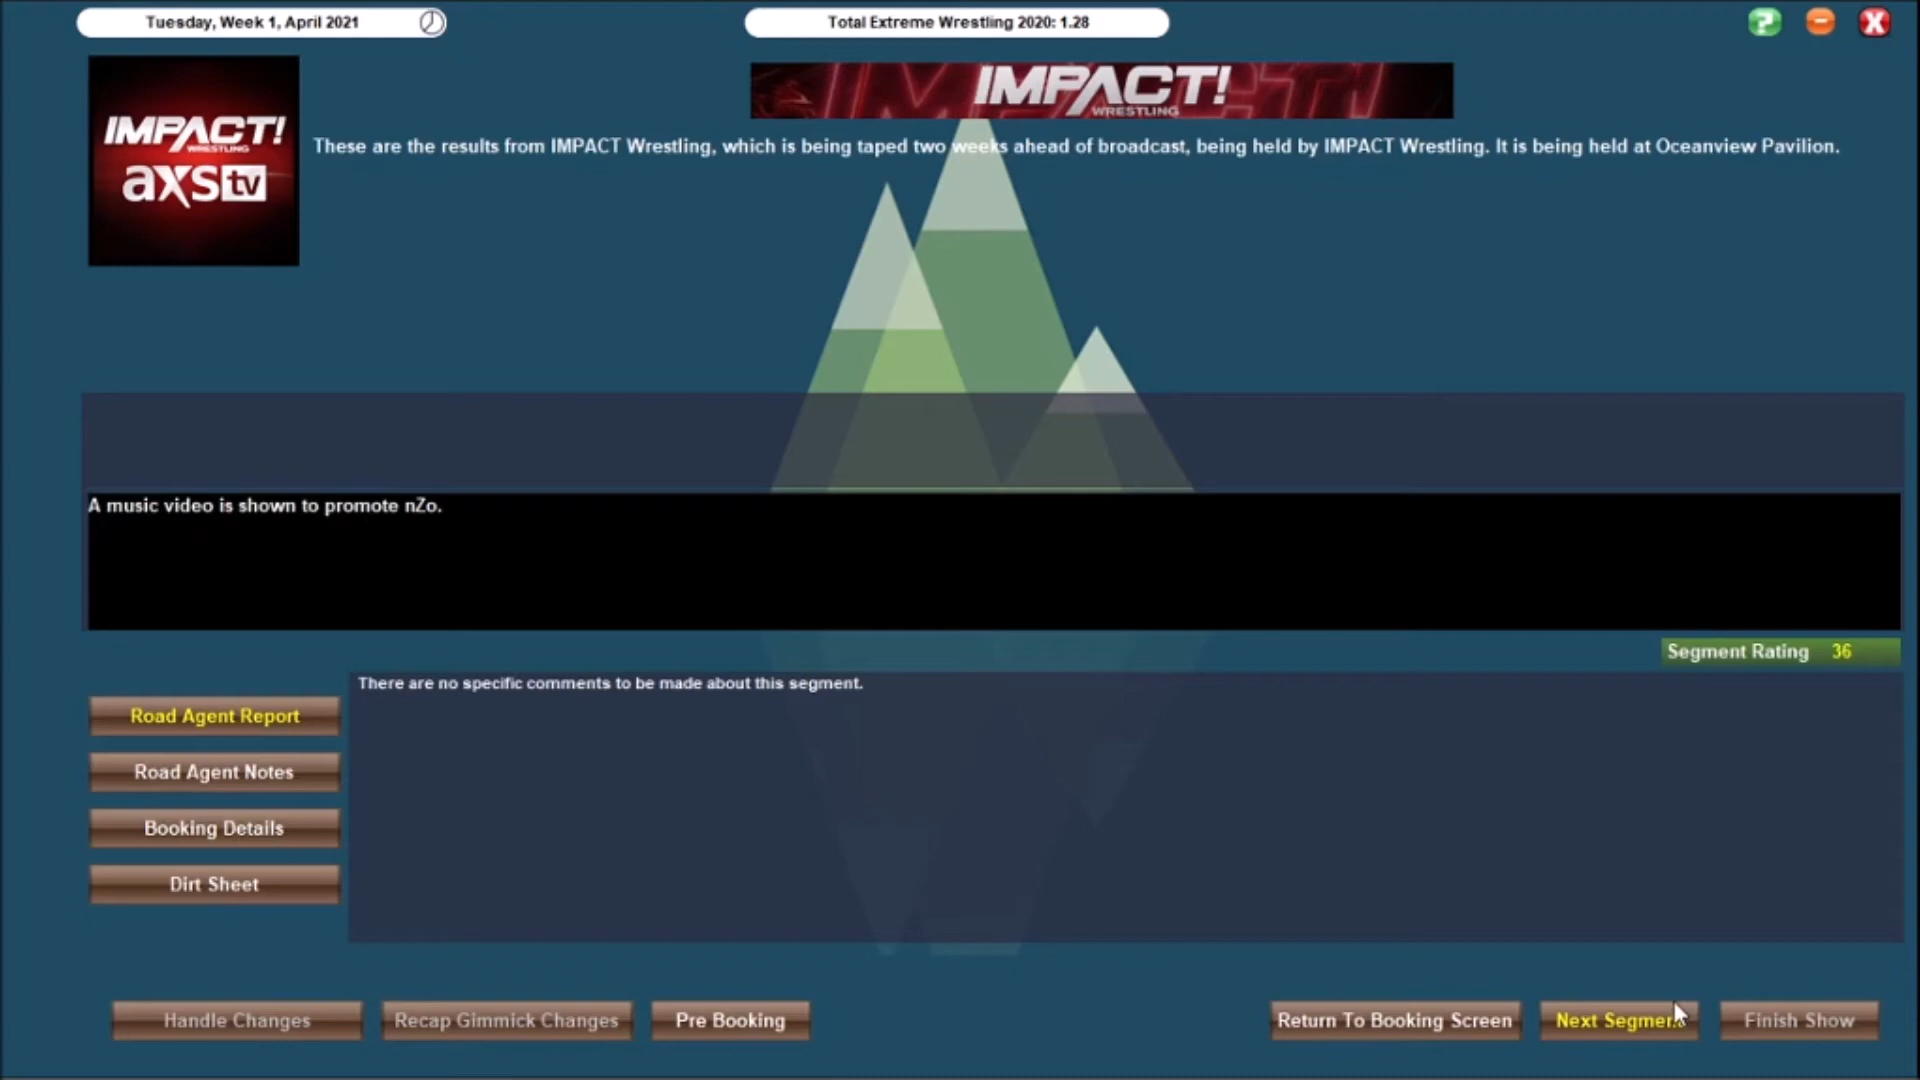 Tuesday, Week 1, April 2021
Total Extreme Wrestling 2020: 1.28
IMPACT!
WRESTLING
IMPACT!
WRESTLING
axs tv
These are the results from IMPACT Wrestling, which is being taped two weeks ahead of broadcast, being held by IMPACT Wrestling. It is being held at Oceanview Pavilion.
A music video is shown to promote nZo.
Segment Rating 36
There are no specific comments to be made about this segment.
Road Agent Report
Road Agent Notes
Booking Details
Dirt Sheet
Handle Changes
Recap Gimmick Changes
Pre Booking
Return To Booking Screen
Next Segment
Finish Show